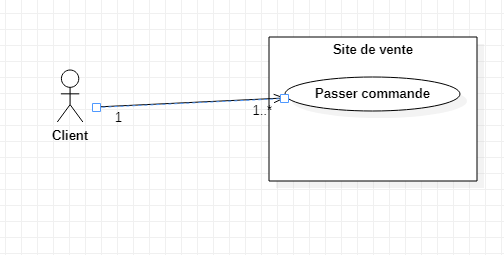 Site de vente
Passer commande
1
1..*
Client